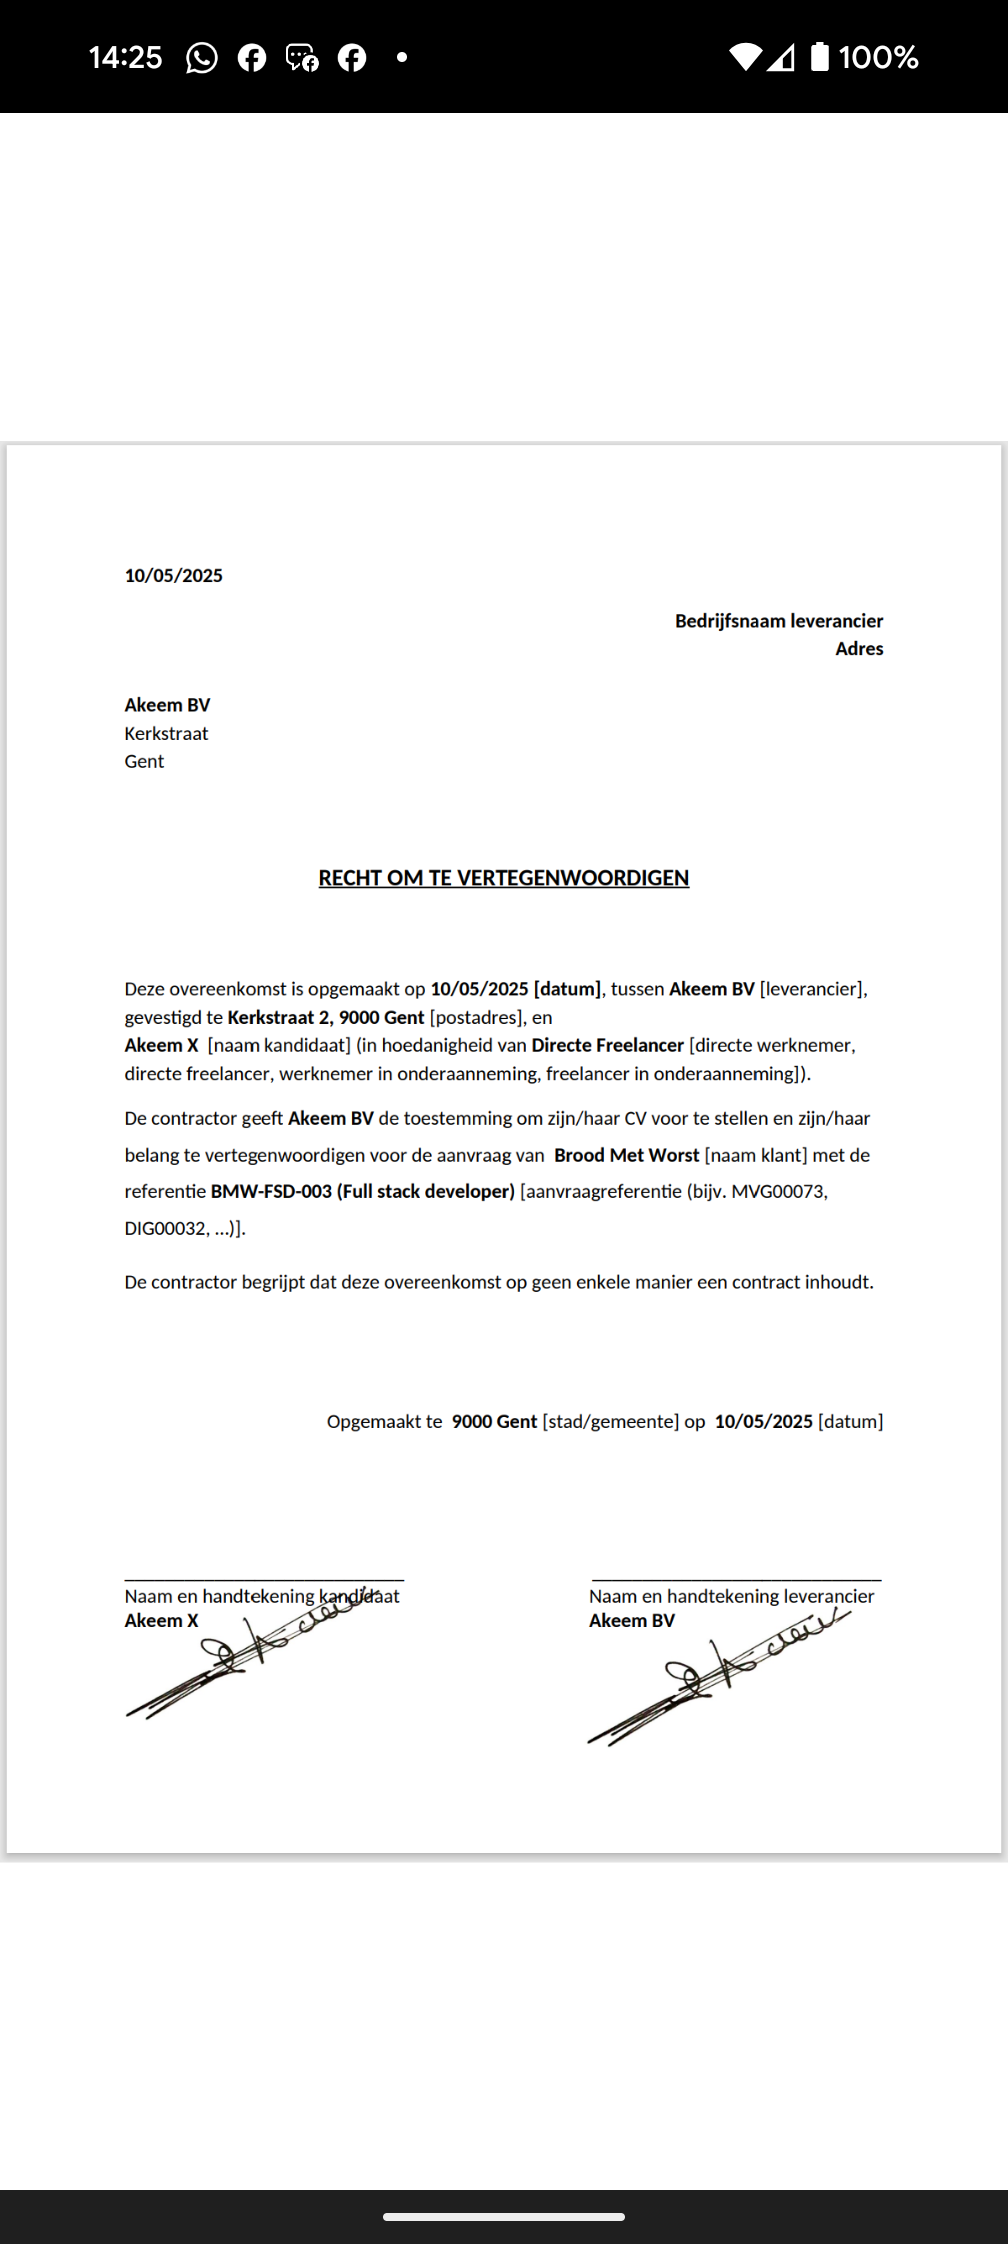 14:25 100%
10/05/2025
Bedrijfsnaam leverancier
Adres
Akeem BV
Kerkstraat
Gent
RECHT OM TE VERTEGENWOORDIGEN
Deze overeenkomst is opgemaakt op 10/05/2025 [datum], tussen Akeem BV [leverancier],
gevestigd te Kerkstraat 2, 9000 Gent [postadres], en
Akeem X [naam kandidaat] (in hoedanigheid van Directe Freelancer [directe werknemer,
directe freelancer, werknemer in onderaanneming, freelancer in onderaanneming]).
De contractor geeft Akeem BV de toestemming om zijn/haar CV voor te stellen en zijn/haar
belang te vertegenwoordigen voor de aanvraag van Brood Met Worst [naam klant] met de
referentie BMW-FSD-003 (Full stack developer) [aanvraagreferentie (bijv. MVG00073,
DIG00032, ...)].
De contractor begrijpt dat deze overeenkomst op geen enkele manier een contract inhoudt.
Opgemaakt te 9000 Gent [stad/gemeente] op 10/05/2025 [datum]
Naam en handtekening kandidaat
Akeem X
Naam en handtekening leverancier
Akeem BV